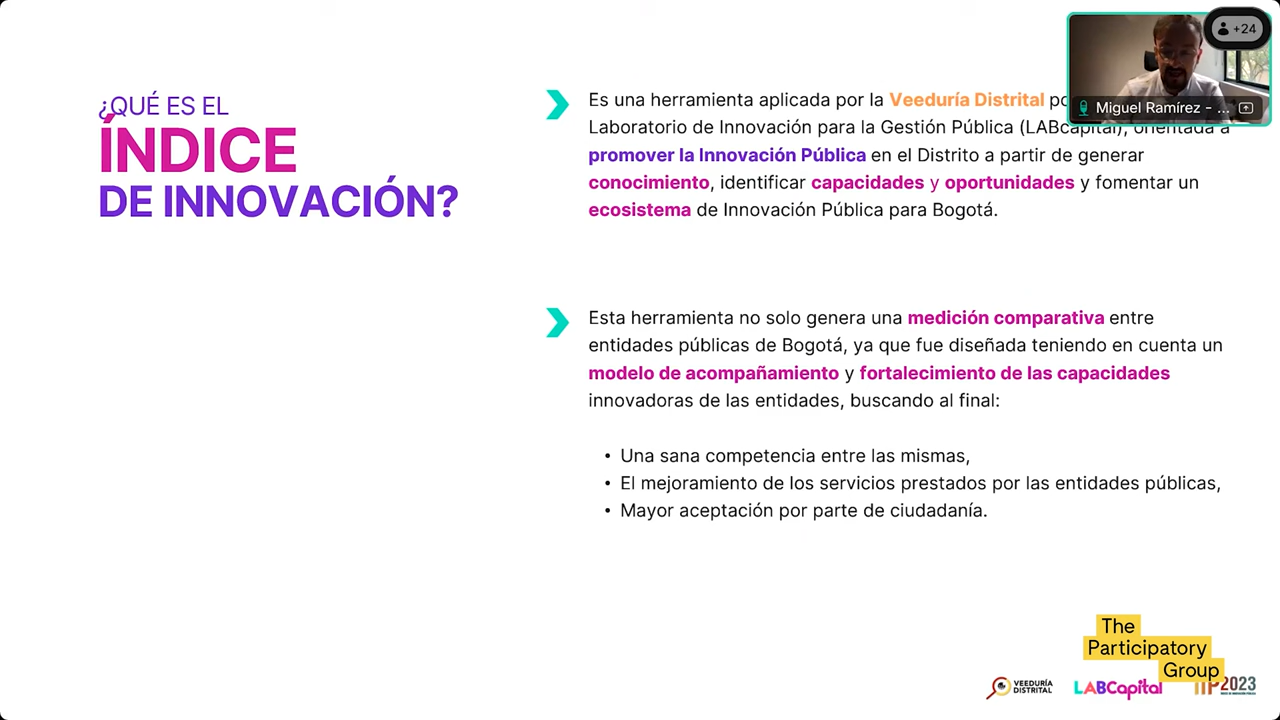 ¿QUÉ ES EL
ÍNDICE
DE INNOVACIÓN?
Es una herramienta aplicada por la Veeduría Distrital
Laboratorio de Innovación para la Gestión Pública (LABcapital), orientada a
promover la Innovación Pública en el Distrito a partir de generar
conocimiento, identificar capacidades y oportunidades y fomentar un
ecosistema de Innovación Pública para Bogotá.
Esta herramienta no solo genera una medición comparativa entre
entidades públicas de Bogotá, ya que fue diseñada teniendo en cuenta un
modelo de acompañamiento y fortalecimiento de las capacidades
innovadoras de las entidades, buscando al final:
• Una sana competencia entre las mismas,
• El mejoramiento de los servicios prestados por las entidades públicas,
• Mayor aceptación por parte de ciudadanía.
+24
Miguel Ramírez - ...
The
Participatory
Group
VEEDURÍA
DISTRITAL
LABCapital
2023